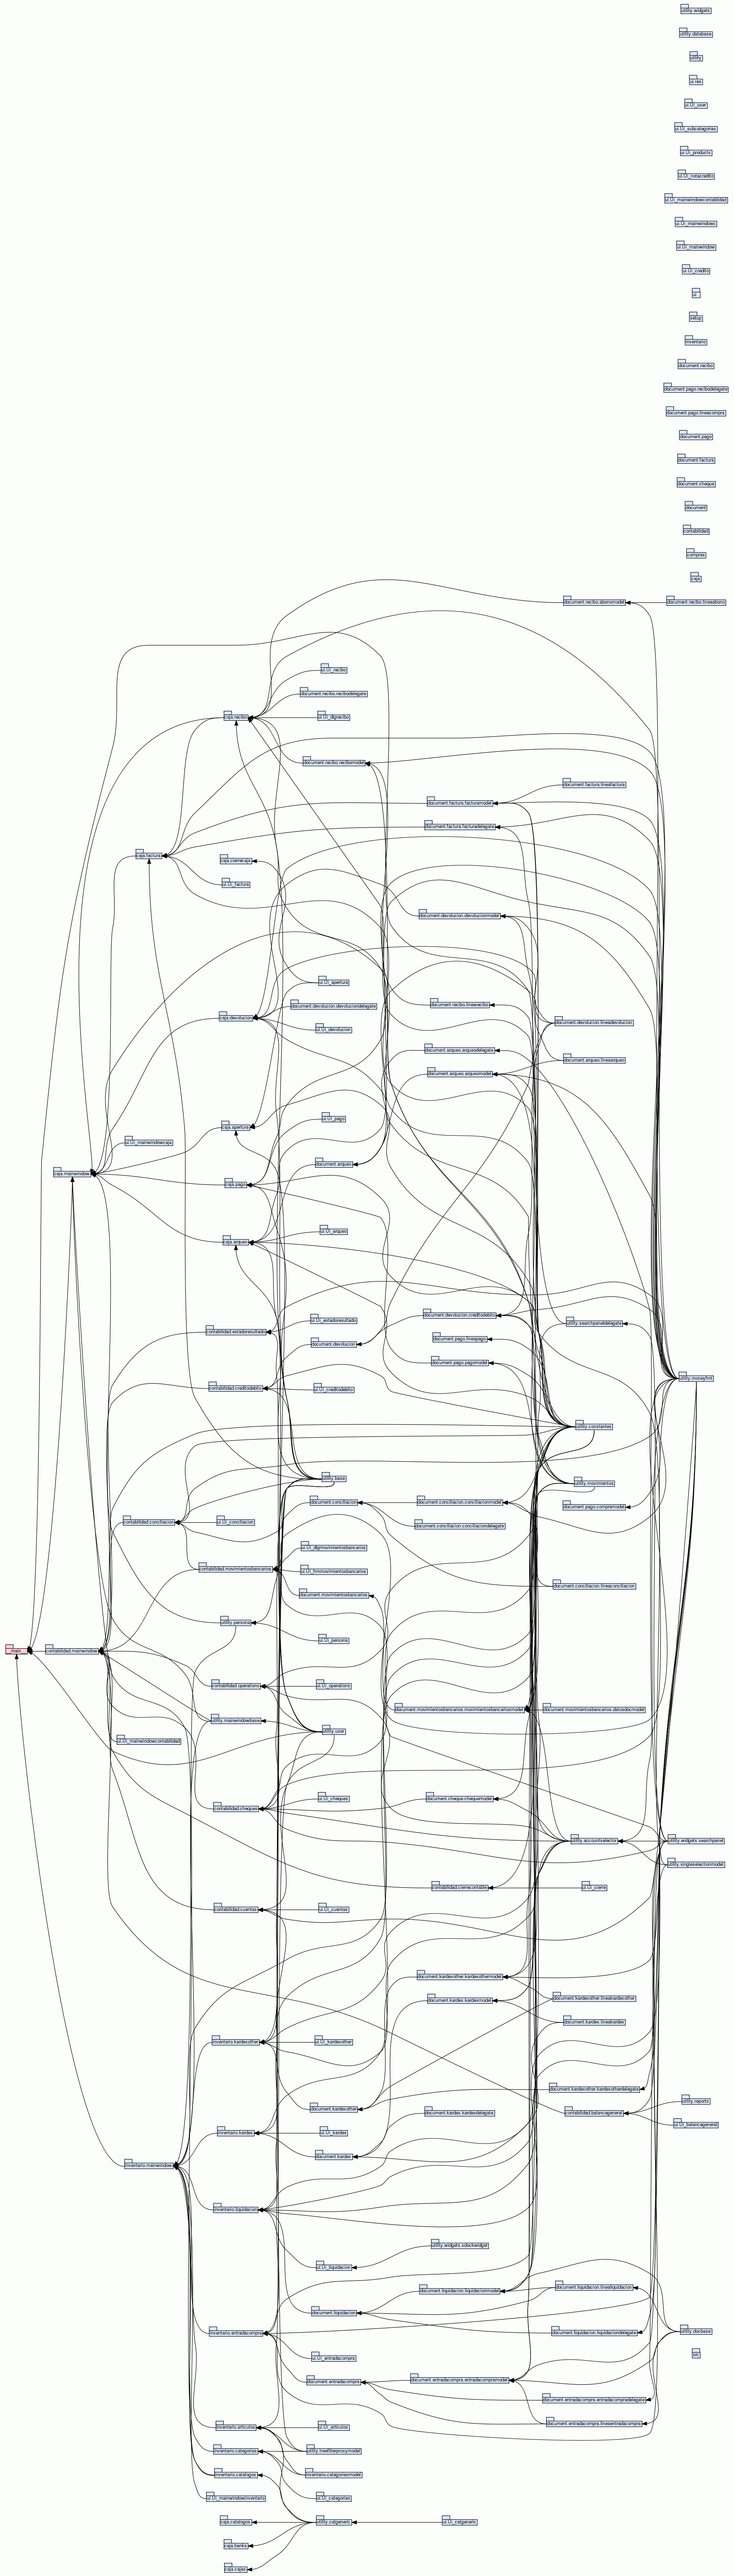 utility.widgets
utility.database
utility
ui.res
ui.Ui_user
ui.Ui_subcategorias
ui.Ui_products
ui.Ui_notacredito
ui.Ui_mainwindowcontabilidad
ui.Ui_mainwindowc
ui.Ui_mainwindow
ui.Ui_credito
ui
setup
inventario
document.recibo
document.pago.recibodelegate
document.pago.lineacompra
document.pago
document.factura
document.cheque
document
contabilidad
compras
caja
document.recibo.abonomodel
document.recibo.lineaabono
ui.Ui_recibo
document.recibo.recibodelegate
caja.recibo
ui.Ui_dlgrecibo
document.recibo.recibomodel
document.factura.lineafactura
document.factura.facturamodel
document.factura.facturadelegate
caja.factura
caja.cierrecaja
ui.Ui_factura
document.devolucion.devolucionmodel
ui.Ui_apertura
document.devolucion.devoluciondelegate
document.recibo.linearecibo
caja.devolucion
document.devolucion.lineadevolucion
ui.Ui_devolucion
document.arqueo.arqueodelegate
document.arqueo.lineaarqueo
document.arqueo.arqueomodel
ui.Ui_pago
caja.apertura
ui.Ui_mainwindowcaja
document.arqueo
caja.mainwindow
caja.pago
ui.Ui_arqueo
caja.arqueo
document.devolucion.creditodebito
ui.Ui_estadoresultado
utility.searchpaneldelegate
contabilidad.estadoresultado
document.pago.lineapago
document.devolucion
document.pago.pagomodel
utility.moneyfmt
contabilidad.creditodebito
ui.Ui_creditodebito
utility.constantes
utility.base
utility.movimientos
document.conciliacion
document.conciliacion.conciliacionmodel
document.pago.compramodel
contabilidad.conciliacion
ui.Ui_conciliacion
document.conciliacion.conciliaciondelegate
ui.Ui_dlgmovimientosbancarios
contabilidad.movimientosbancarios
ui.Ui_frmmovimientosbancarios
document.conciliacion.lineaconciliacion
document.movimientosbancarios
utility.persona
ui.Ui_persona
__main__
contabilidad.mainwindow
contabilidad.operations
ui.Ui_operations
document.movimientosbancarios.movimientosbancariosmodel
document.movimientosbancarios.datosdocmodel
utility.mainwindowbase
utility.user
ui.Ui_mainwindowcontabilidad
ui.Ui_cheques
document.cheque.chequemodel
contabilidad.cheques
utility.accountselector
utility.widgets.searchpanel
utility.singleselectionmodel
contabilidad.cierrecontable
ui.Ui_cierre
contabilidad.cuentas
ui.Ui_cuentas
document.kardexother.kardexothermodel
document.kardexother.lineakardexother
document.kardex.kardexmodel
document.kardex.lineakardex
inventario.kardexother
ui.Ui_kardexother
document.kardexother.kardexotherdelegate
utility.reports
document.kardexother
document.kardex.kardexdelegate
contabilidad.balancegeneral
ui.Ui_balancegeneral
inventario.kardex
ui.Ui_kardex
document.kardex
inventario.mainwindow
inventario.liquidacion
utility.widgets.qdockwidget
ui.Ui_liquidacion
document.liquidacion.liquidacionmodel
document.liquidacion.linealiquidacion
document.liquidacion
utility.docbase
inventario.entradacompra
document.liquidacion.liquidaciondelegate
src
ui.Ui_entradacompra
document.entradacompra
document.entradacompra.entradacompramodel
document.entradacompra.entradacompradelegate
inventario.articulos
ui.Ui_articulos
document.entradacompra.lineaentradacompra
inventario.categorias
utility.treefilterproxymodel
inventario.catalogos
inventario.categoriesmodel
ui.Ui_mainwindowinventario
ui.Ui_categorias
caja.catalogos
utility.catgeneric
ui.Ui_catgeneric
caja.banks
caja.cajas